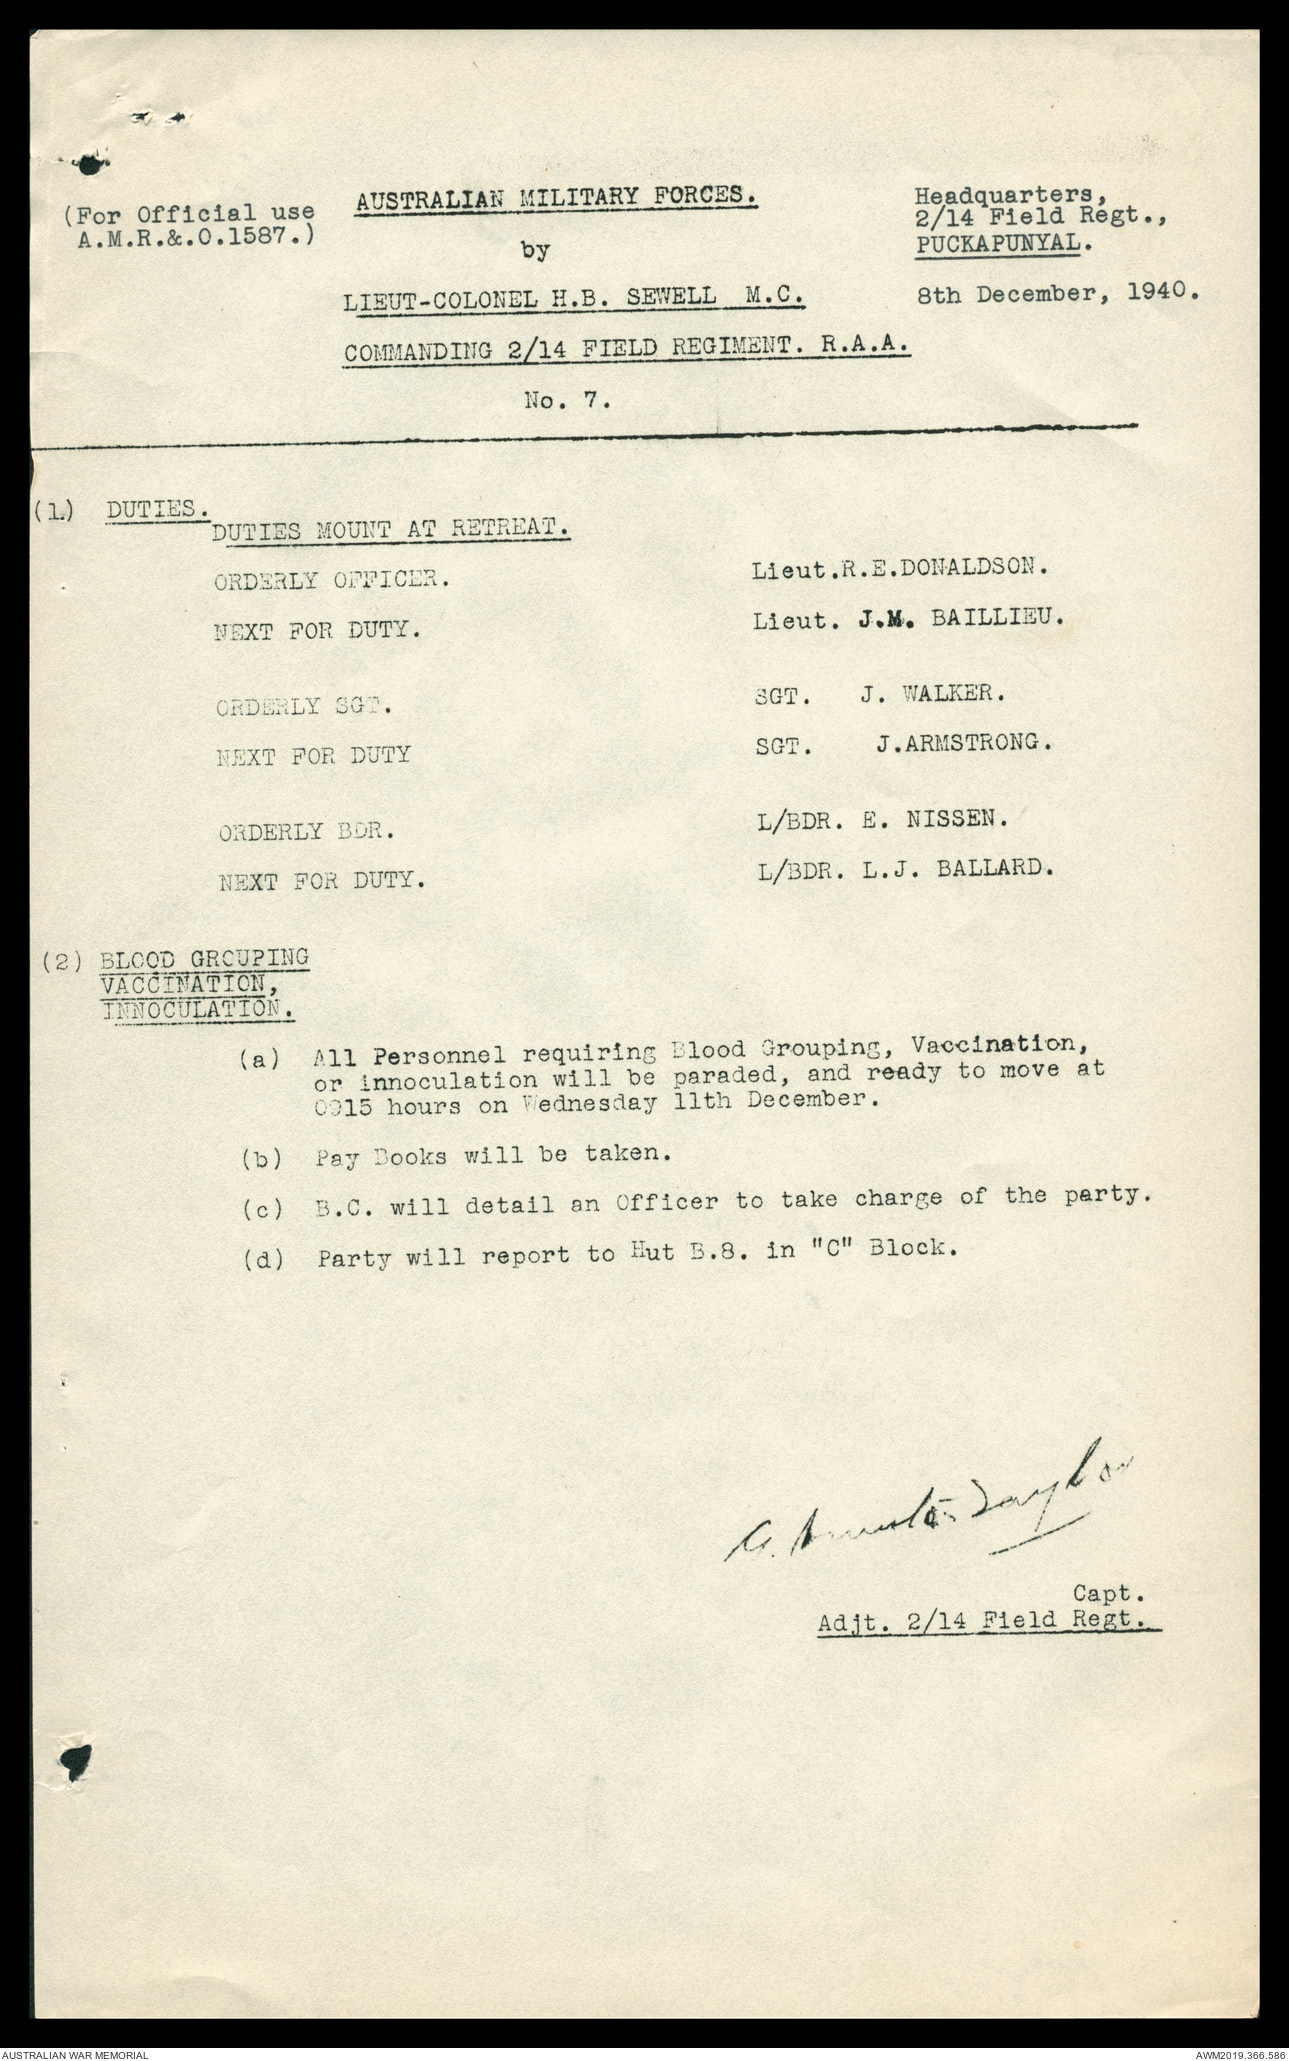 (For Official use
A.M.R.&.O.1587.)
AUSTRALIAN MILITARY FORCES.
by
LIEUT-COLONEL H.B. SEWELL M.C.
COMMANDING 2/14 FIELD REGIMENT. R.A.A.
No. 7.
Headquarters,
2/14 Field Regt.,
PUCKAPUNYAL.
8th December, 1940.
(1.) DUTIES.
DUTIES MOUNT AT RETREAT.
ORDERLY OFFICER. Lieut.R.E.DONALDSON.
NEXT FOR DUTY. Lieut. J.M. BAILLIEU.
ORDERLY SGT. SGT. J. WALKER.
NEXT FOR DUTY SGT. J.ARMSTRONG.
ORDERLY BDR. L/BDR. E. NISSEN.
NEXT FOR DUTY. L/BDR. L.J. BALLARD.
(2) BLOOD GROUPING
VACCINATION,
INNOCULATION.
(a) All Personnel requiring Blood Grouping, Vaccination,
or innoculation will be paraded, and ready to move at
0915 hours on Wednesday 11th December.
(b) Pay Books will be taken.
(c) B.C. will detail an Officer to take charge of the party.
(d) Party will report to Hut B.8. in "C" Block.
Taylor
Capt.
Adjt. 2/14 Field Regt.
AUSTRALIAN WAR MEMORIAL
AWM2019.366.586